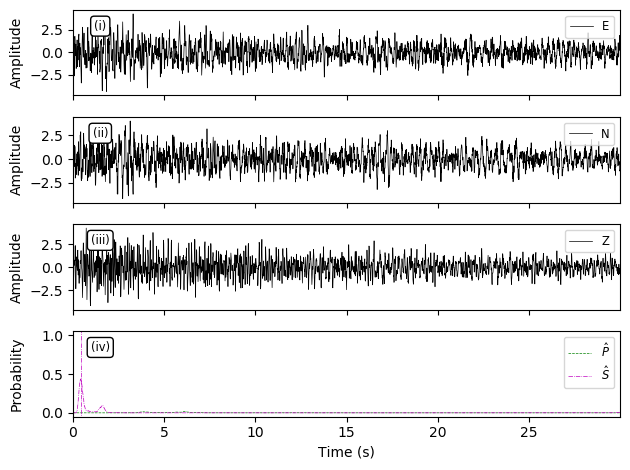 Amplitude
2.5
0.0
−2.5
(i)
E
Amplitude
2.5
0.0
−2.5
(ii)
N
Amplitude
2.5
0.0
−2.5
(iii)
Z
Probability
1.0
0.5
0.0
(iv)
P̂
Ŝ
0 5 10 15 20 25
Time (s)